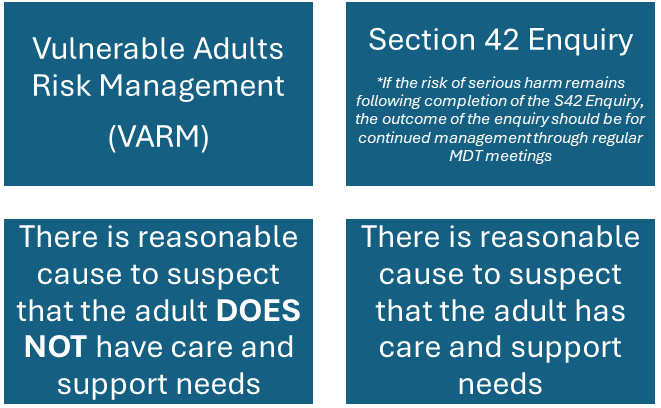 Vulnerable Adults
Risk Management
(VARM)
Section 42 Enquiry
*If the risk of serious harm remains
following completion of the S42 Enquiry,
the outcome of the enquiry should be for
continued management through regular
MDT meetings
There is reasonable
cause to suspect
that the adult DOES
NOT have care and
support needs
There is reasonable
cause to suspect
that the adult has
care and support
needs